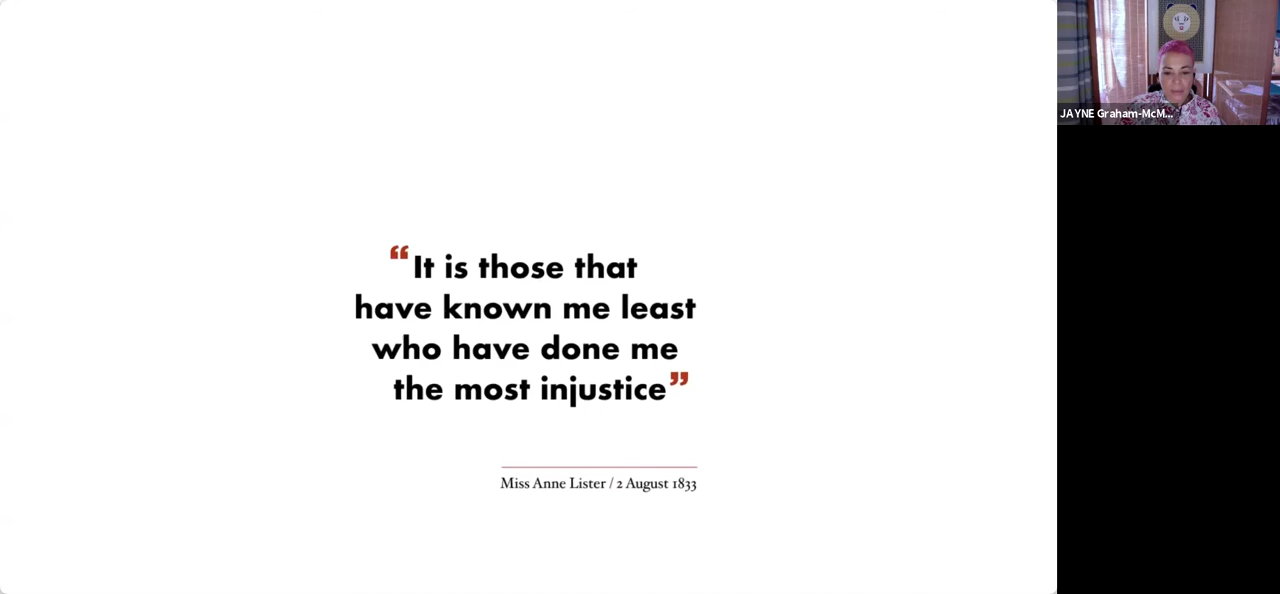 “It is those that
have known me least
who have done me
the most injustice”
Miss Anne Lister / 2 August 1833
JAYNE Graham-McM...